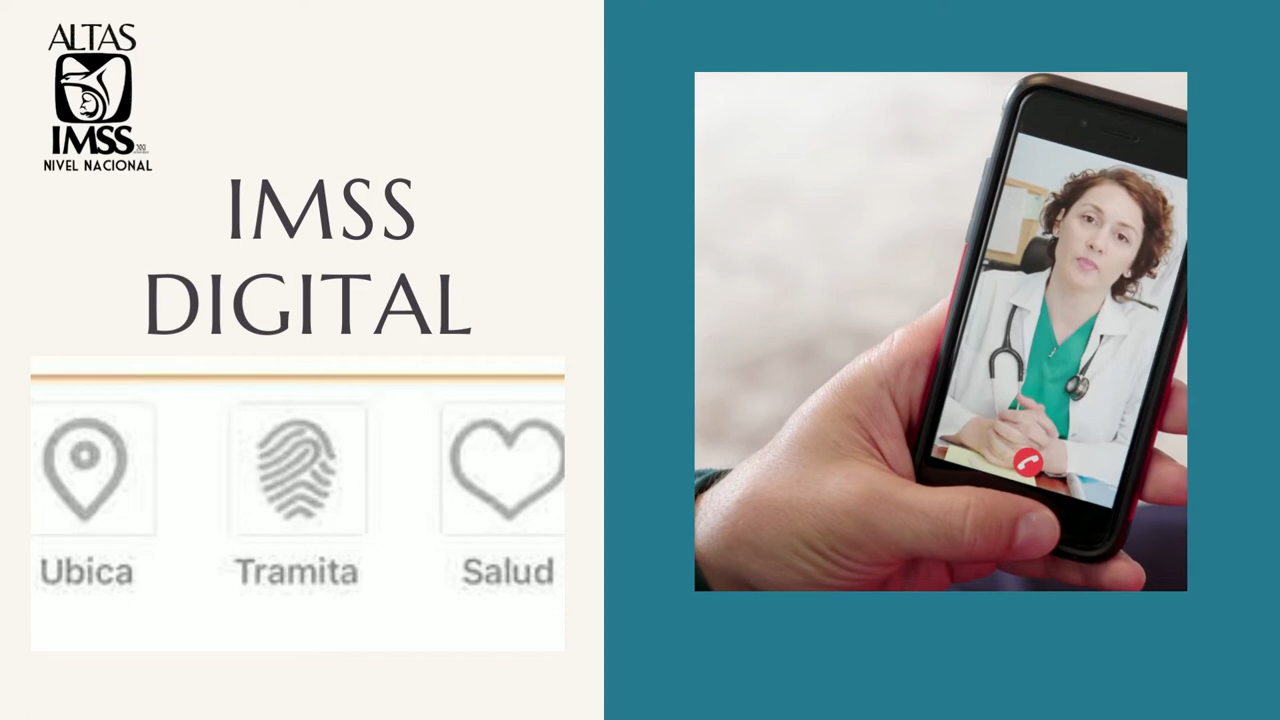 ALTAS
IMSS
NIVEL NACIONAL
IMSS
DIGITAL
Ubica
Tramita
Salud